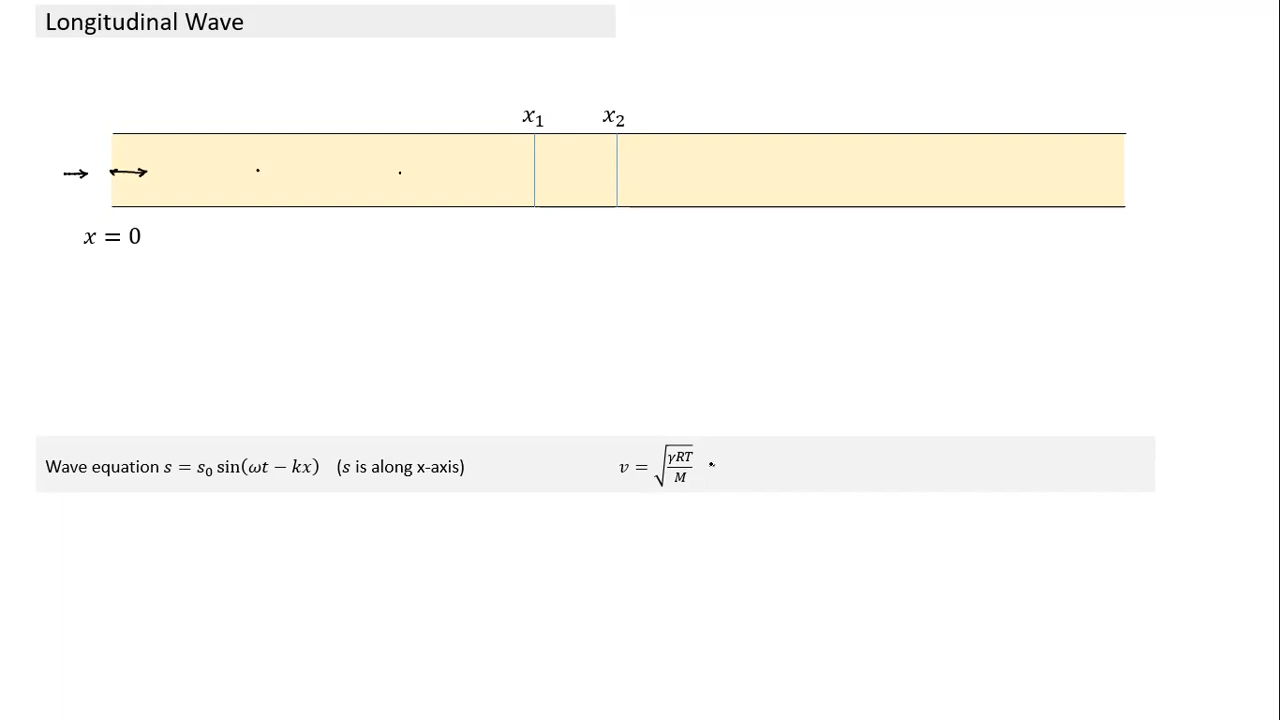 Longitudinal Wave
x₁ x₂
x = 0
Wave equation s = s₀ sin(ωt − kx) (s is along x-axis) v = √(γRT/M)